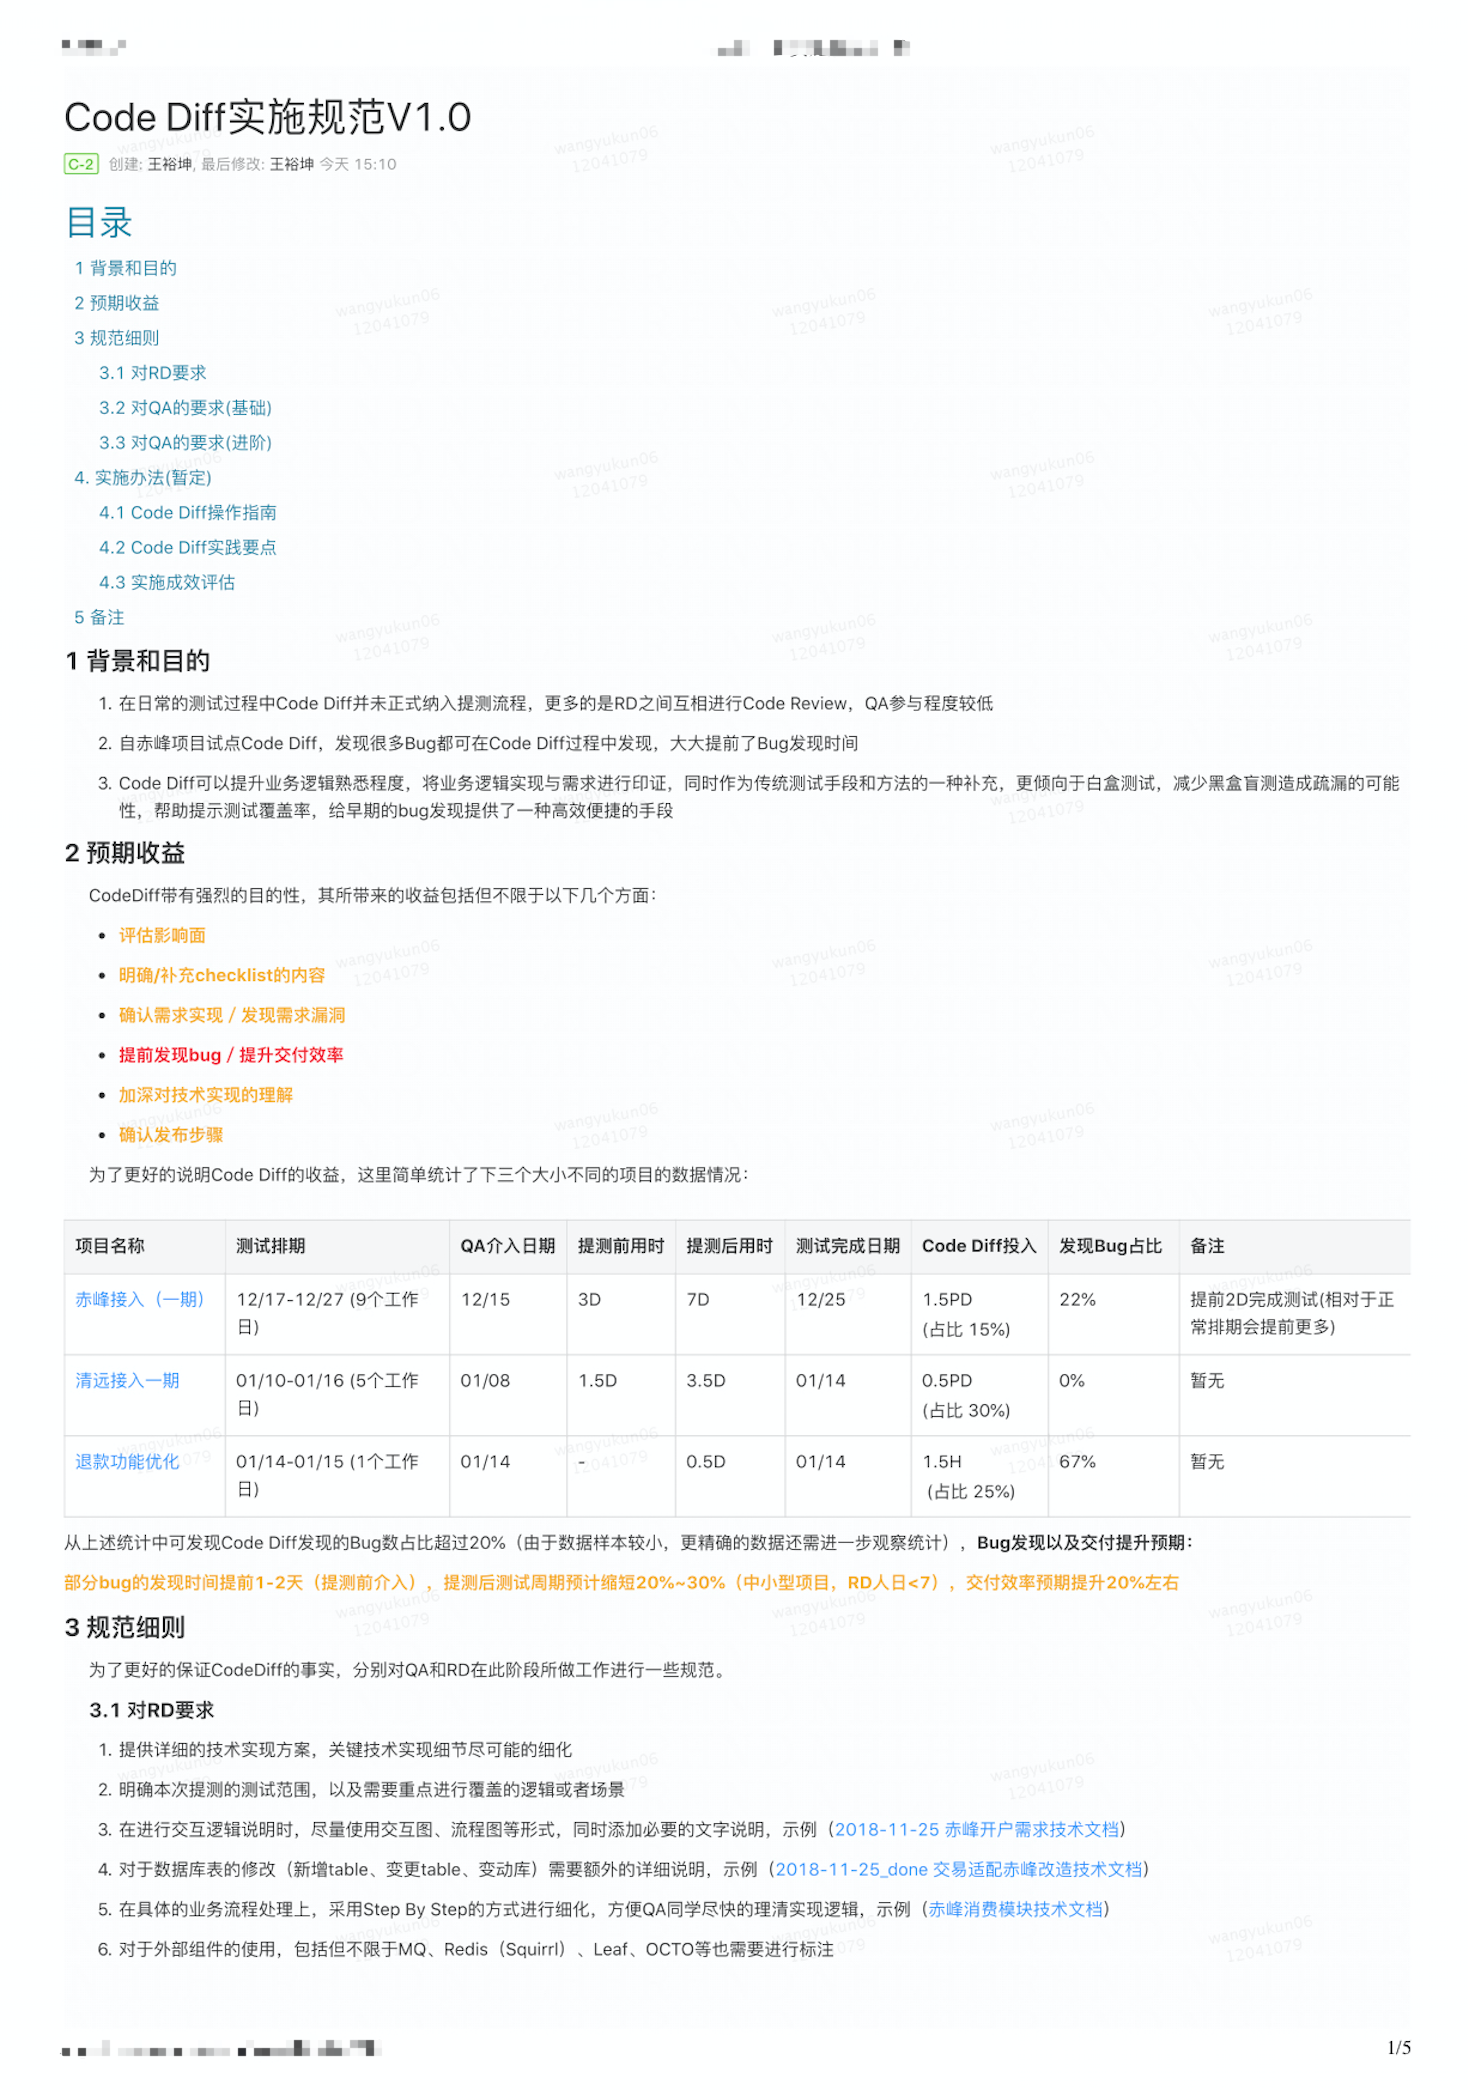 Code Diff实施规范V1.0
C-2 创建: 王裕坤, 最后修改: 王裕坤 今天 15:10
目录
1 背景和目的
2 预期收益
3 规范细则
3.1 对RD要求
3.2 对QA的要求(基础)
3.3 对QA的要求(进阶)
4. 实施办法(暂定)
4.1 Code Diff操作指南
4.2 Code Diff实践要点
4.3 实施成效评估
5 备注
1 背景和目的
1. 在日常的测试过程中Code Diff并未正式纳入提测流程，更多的是RD之间互相进行Code Review，QA参与程度较低
2. 自赤峰项目试点Code Diff，发现很多Bug都可在Code Diff过程中发现，大大提前了Bug发现时间
3. Code Diff可以提升业务逻辑熟悉程度，将业务逻辑实现与需求进行印证，同时作为传统测试手段和方法的一种补充，更倾向于白盒测试，减少黑盒盲测造成疏漏的可能
性，帮助提示测试覆盖率，给早期的bug发现提供了一种高效便捷的手段
2 预期收益
CodeDiff带有强烈的目的性，其所带来的收益包括但不限于以下几个方面：
• 评估影响面
• 明确/补充checklist的内容
• 确认需求实现 / 发现需求漏洞
• 提前发现bug / 提升交付效率
• 加深对技术实现的理解
• 确认发布步骤
为了更好的说明Code Diff的收益，这里简单统计了下三个大小不同的项目的数据情况：
项目名称 测试排期 QA介入日期 提测前用时 提测后用时 测试完成日期 Code Diff投入 发现Bug占比 备注
赤峰接入（一期） 12/17-12/27 (9个工作 12/15 3D 7D 12/25 1.5PD 22% 提前2D完成测试(相对于正
日) (占比 15%) 常排期会提前更多)
清远接入一期 01/10-01/16 (5个工作 01/08 1.5D 3.5D 01/14 0.5PD 0% 暂无
日) (占比 30%)
退款功能优化 01/14-01/15 (1个工作 01/14 - 0.5D 01/14 1.5H 67% 暂无
日) (占比 25%)
从上述统计中可发现Code Diff发现的Bug数占比超过20%（由于数据样本较小，更精确的数据还需进一步观察统计），Bug发现以及交付提升预期：
部分bug的发现时间提前1-2天（提测前介入），提测后测试周期预计缩短20%~30%（中小型项目，RD人日<7），交付效率预期提升20%左右
3 规范细则
为了更好的保证CodeDiff的事实，分别对QA和RD在此阶段所做工作进行一些规范。
3.1 对RD要求
1. 提供详细的技术实现方案，关键技术实现细节尽可能的细化
2. 明确本次提测的测试范围，以及需要重点进行覆盖的逻辑或者场景
3. 在进行交互逻辑说明时，尽量使用交互图、流程图等形式，同时添加必要的文字说明，示例（2018-11-25 赤峰开户需求技术文档）
4. 对于数据库表的修改（新增table、变更table、变动库）需要额外的详细说明，示例（2018-11-25_done 交易适配赤峰改造技术文档）
5. 在具体的业务流程处理上，采用Step By Step的方式进行细化，方便QA同学尽快的理清实现逻辑，示例（赤峰消费模块技术文档）
6. 对于外部组件的使用，包括但不限于MQ、Redis（Squirrl）、Leaf、OCTO等也需要进行标注
wangyukun06
12041079
1/5